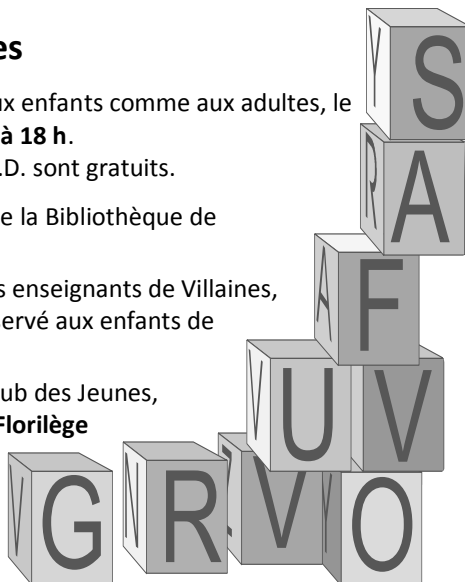 es
ux enfants comme aux adultes, le
à 18 h.
.D. sont gratuits.
e la Bibliothèque de
s enseignants de Villaines,
servé aux enfants de
ub des Jeunes,
Florilège
Y S
R A
A F
V U V
V G N R Z V Y O